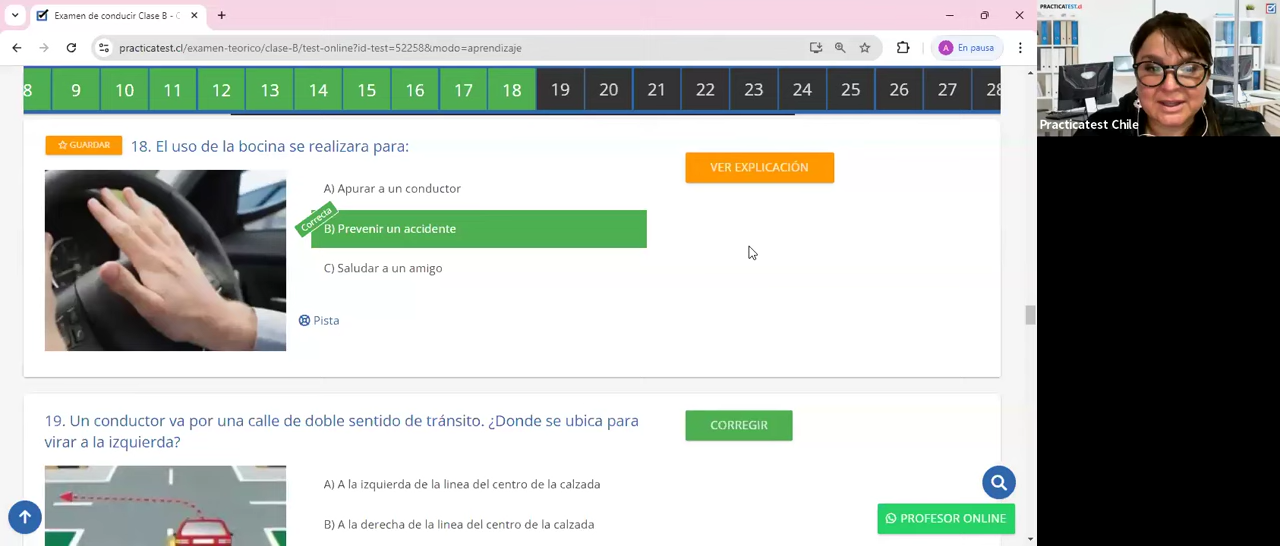 Examen de conducir Clase B - C
practicatest.cl/examen-teorico/clase-B/test-online?id-test=52258&modo=aprendizaje
A
En pausa
8 9 10 11 12 13 14 15 16 17 18 19 20 21 22 23 24 25 26 27 28
GUARDAR
18. El uso de la bocina se realizara para:
VER EXPLICACIÓN
A) Apurar a un conductor
Correcta
B) Prevenir un accidente
C) Saludar a un amigo
Pista
19. Un conductor va por una calle de doble sentido de tránsito. ¿Donde se ubica para
virar a la izquierda?
CORREGIR
A) A la izquierda de la linea del centro de la calzada
B) A la derecha de la linea del centro de la calzada
PROFESOR ONLINE
PRACTICATEST.cl
Practicatest Chile